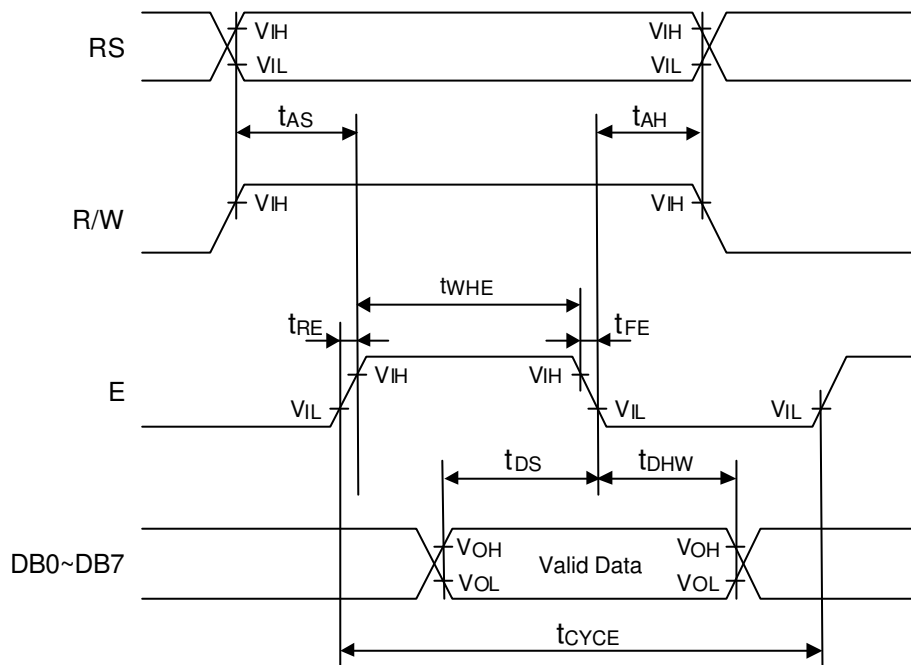 RS
VIH
VIH
VIL
VIL
tAS
tAH
R/W
VIH
VIH
tWHE
tRE
tFE
E
VIH
VIH
VIL
VIL
VIL
tDS
tDHW
DB0~DB7
VOH
Valid Data
VOH
VOL
VOL
tCYCE